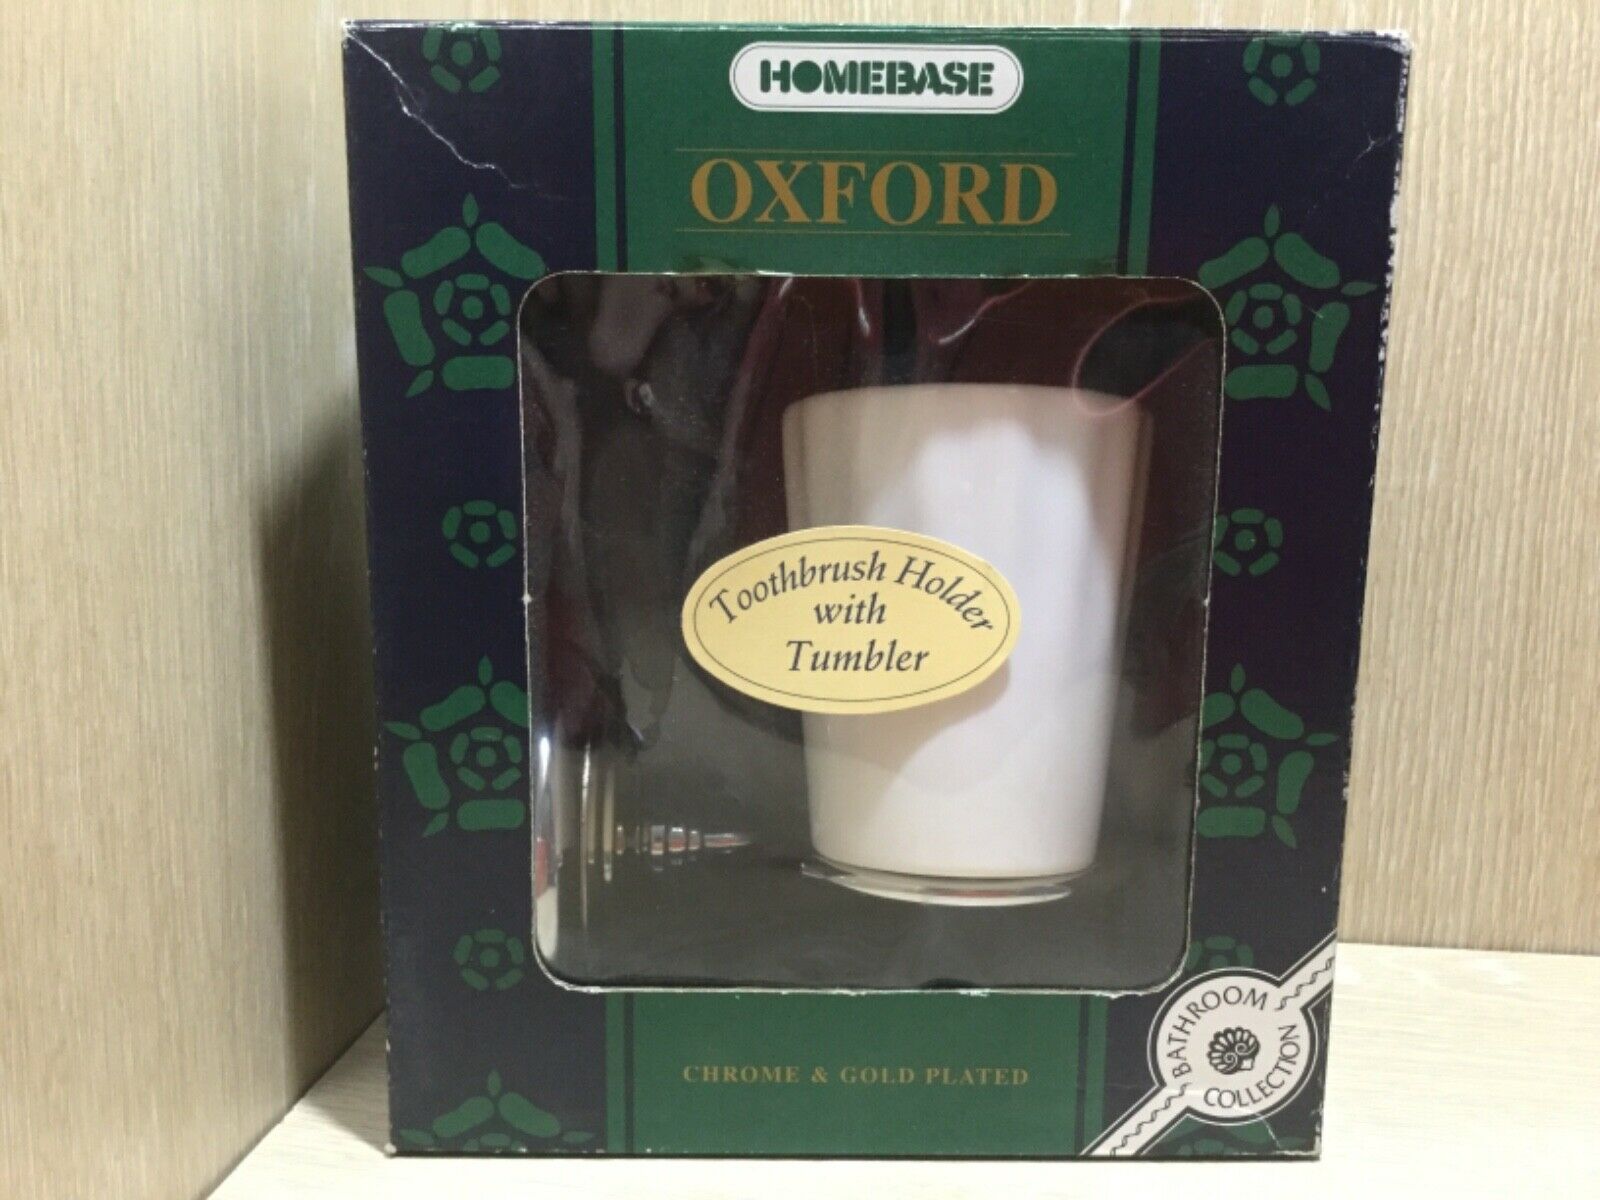 HOMEBASE
OXFORD
Toothbrush Holder
with
Tumbler
CHROME & GOLD PLATED
BATHROOM
COLLECTION